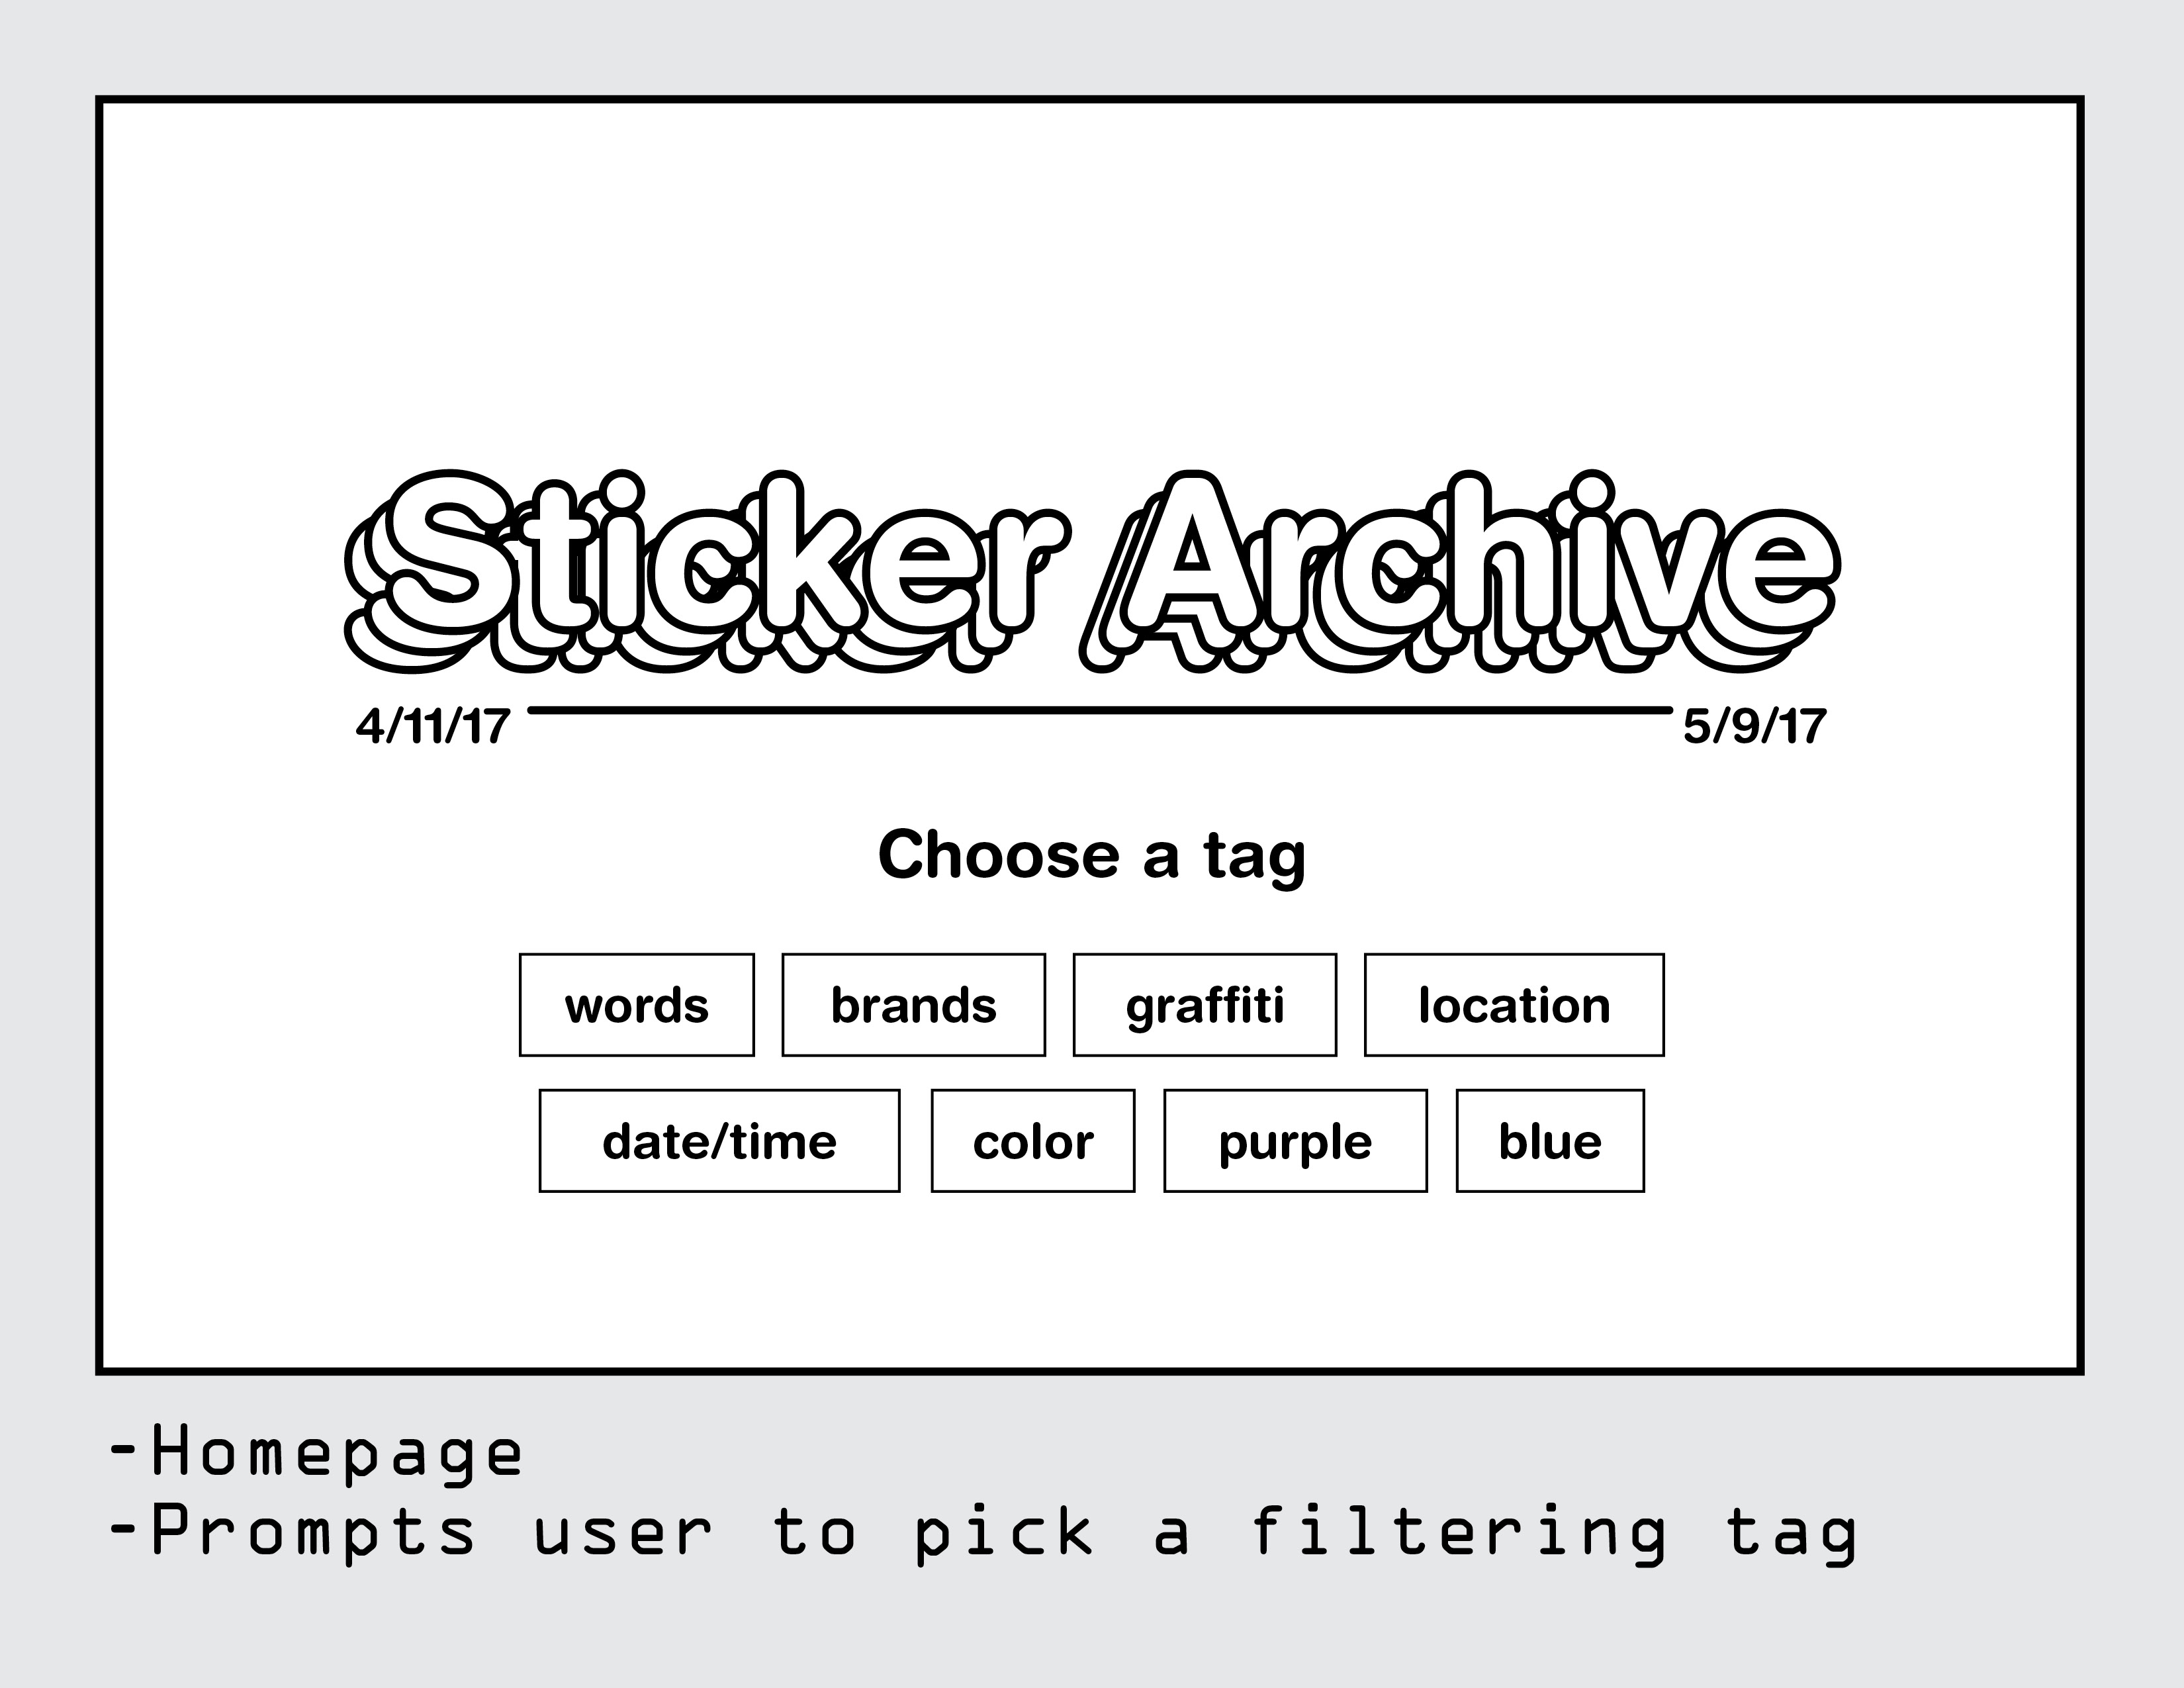 Sticker Archive
4/11/17 5/9/17
Choose a tag
words brands graffiti location
date/time color purple blue
-Homepage
-Prompts user to pick a filtering tag